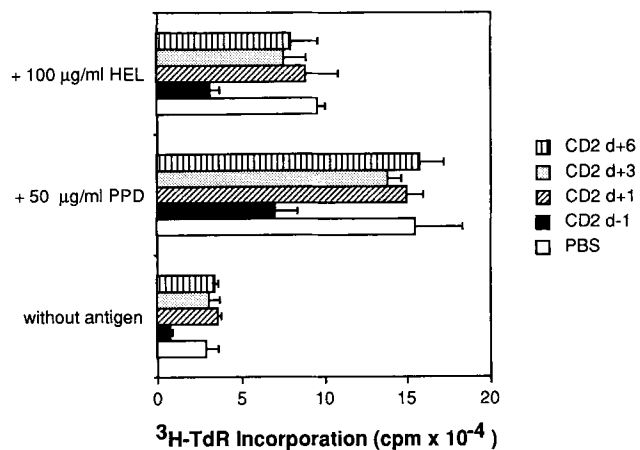 + 100 µg/ml HEL
+ 50 µg/ml PPD
without antigen
0 5 10 15 20
³H-TdR Incorporation (cpm x 10⁻⁴)
CD2 d+6
CD2 d+3
CD2 d+1
CD2 d-1
PBS